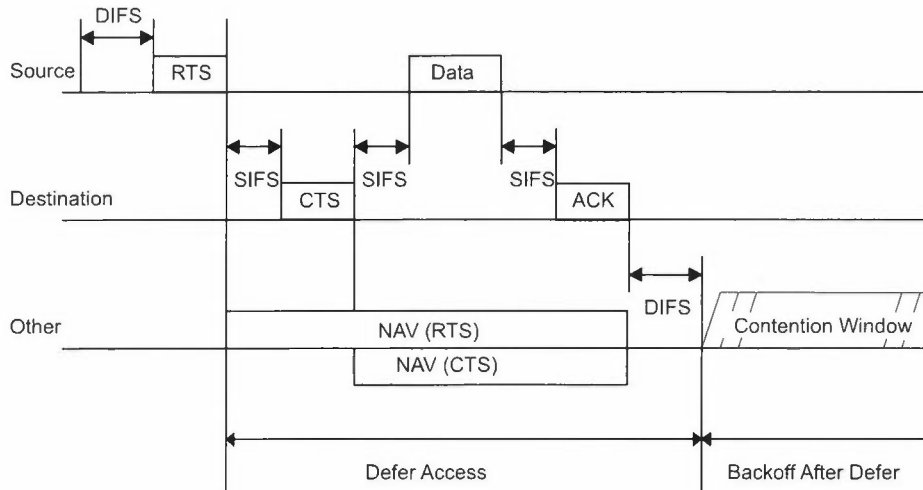 DIFS
Source
RTS
Data
SIFS
SIFS
SIFS
Destination
CTS
ACK
DIFS
Other
NAV (RTS)
Contention Window
NAV (CTS)
Defer Access
Backoff After Defer